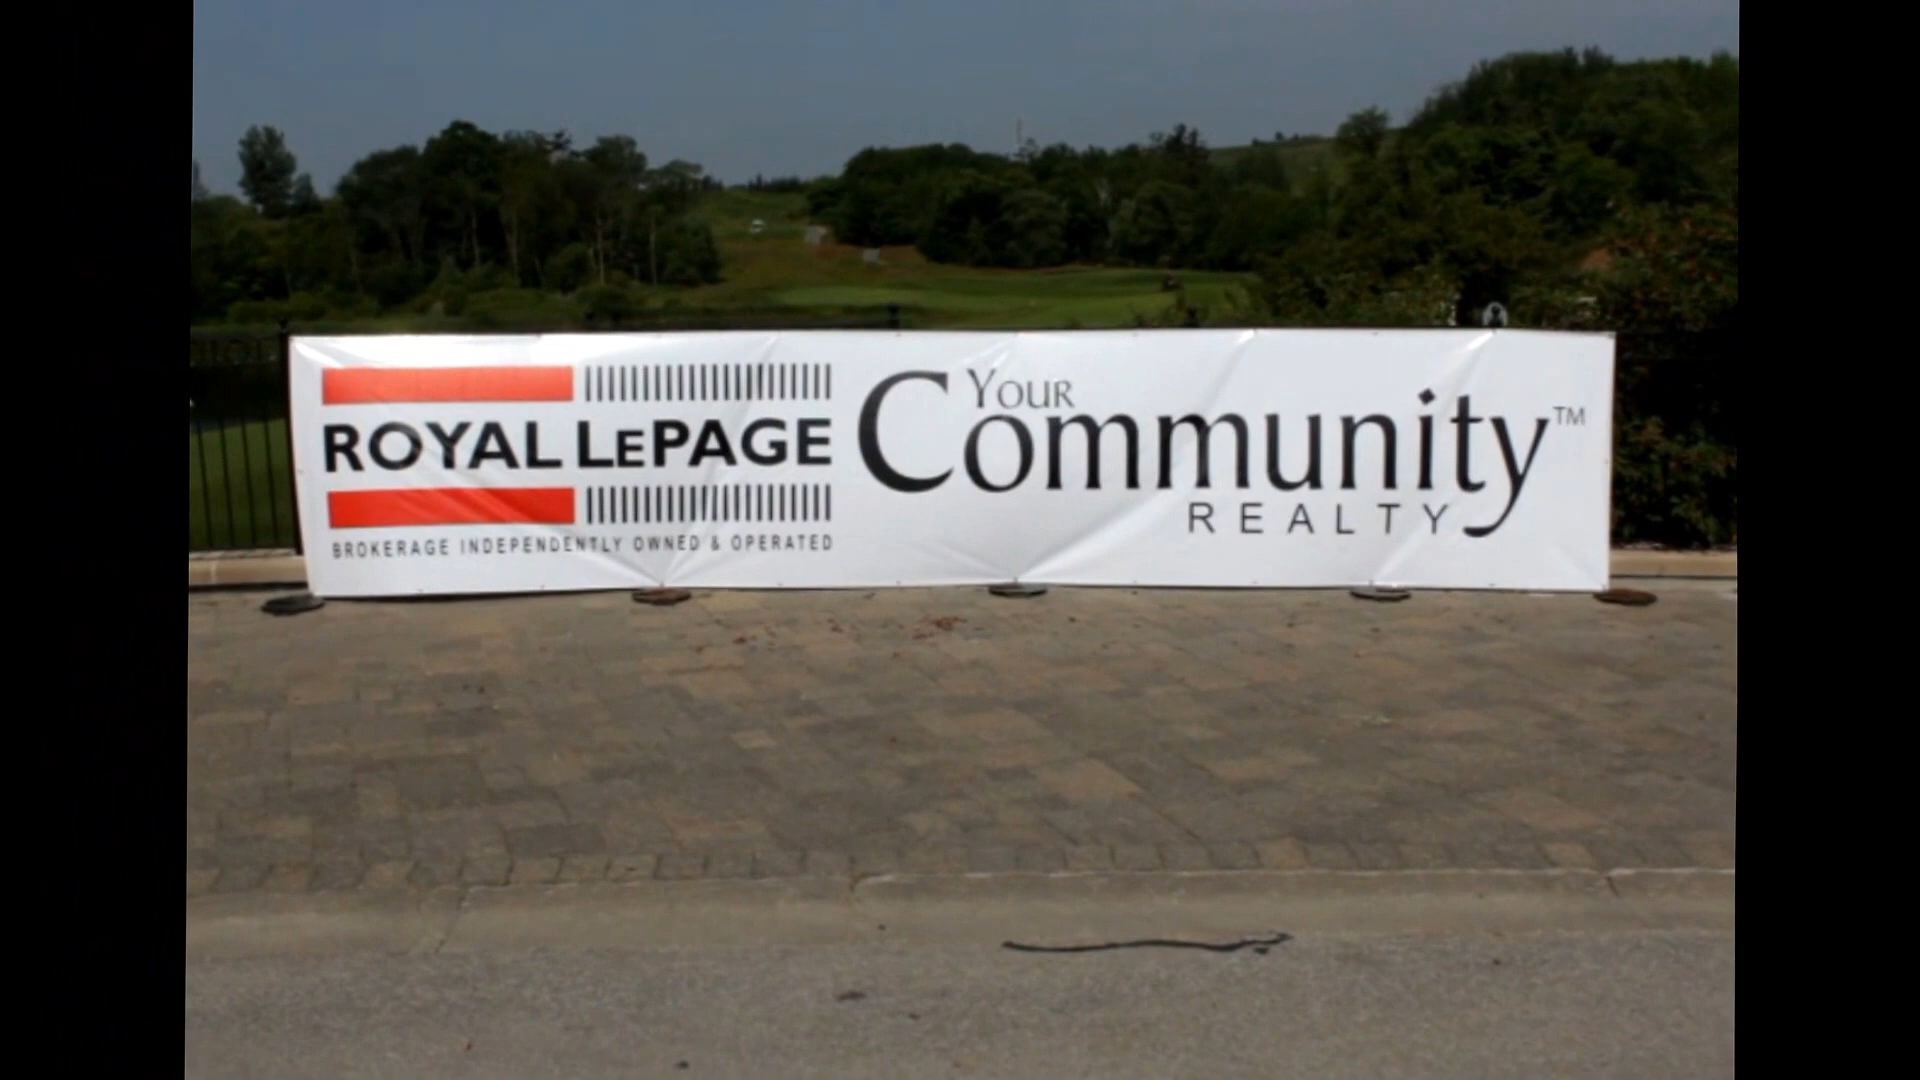 ROYAL LEPAGE
BROKERAGE INDEPENDENTLY OWNED & OPERATED
YOUR
Community™
REALTY